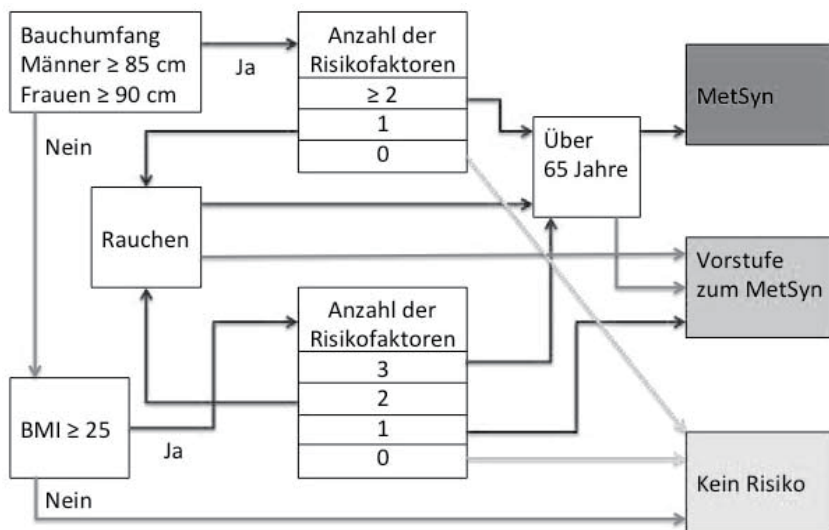 Bauchumfang
Männer ≥ 85 cm
Frauen ≥ 90 cm
Ja
Nein
Anzahl der
Risikofaktoren
≥ 2
1
0
Über
65 Jahre
MetSyn
Rauchen
Vorstufe
zum MetSyn
Anzahl der
Risikofaktoren
3
2
1
0
BMI ≥ 25
Ja
Nein
Kein Risiko